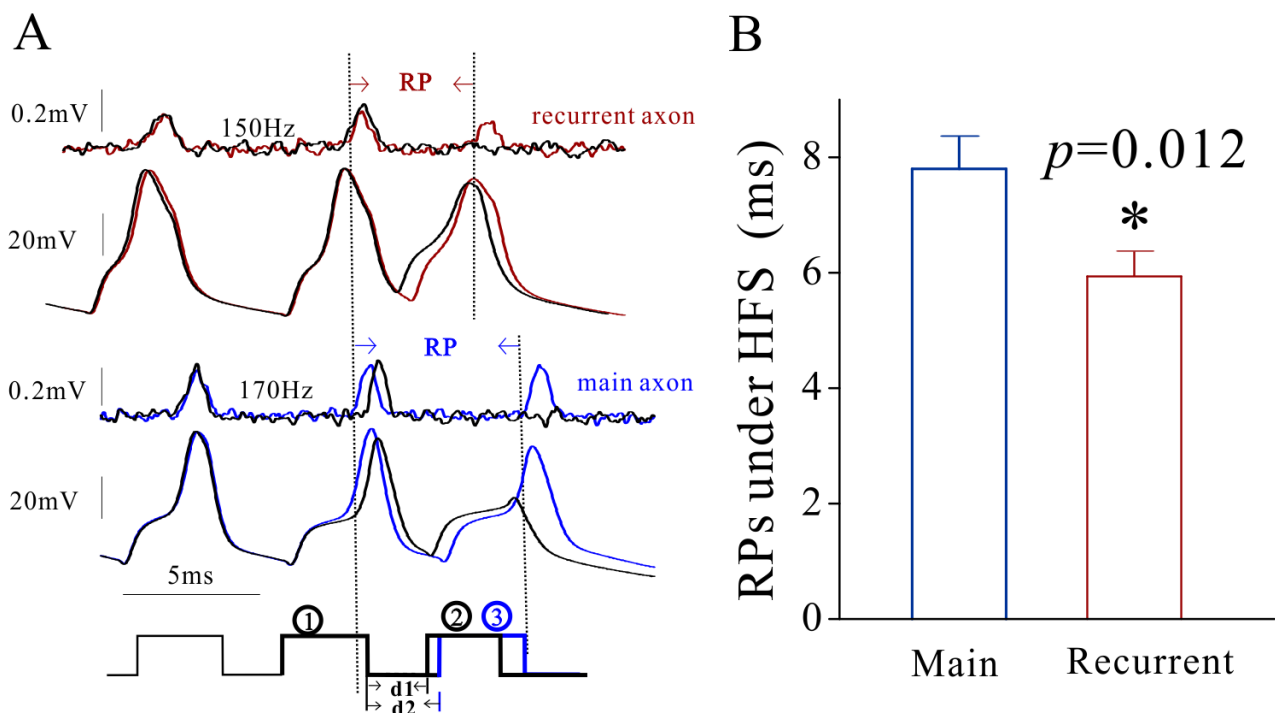 A
RP
0.2mV
150Hz
recurrent axon
20mV
RP
0.2mV
170Hz
main axon
20mV
5ms
1
2
3
d1
d2
B
RPs under HFS (ms)
8
6
4
2
0
p=0.012
*
Main
Recurrent